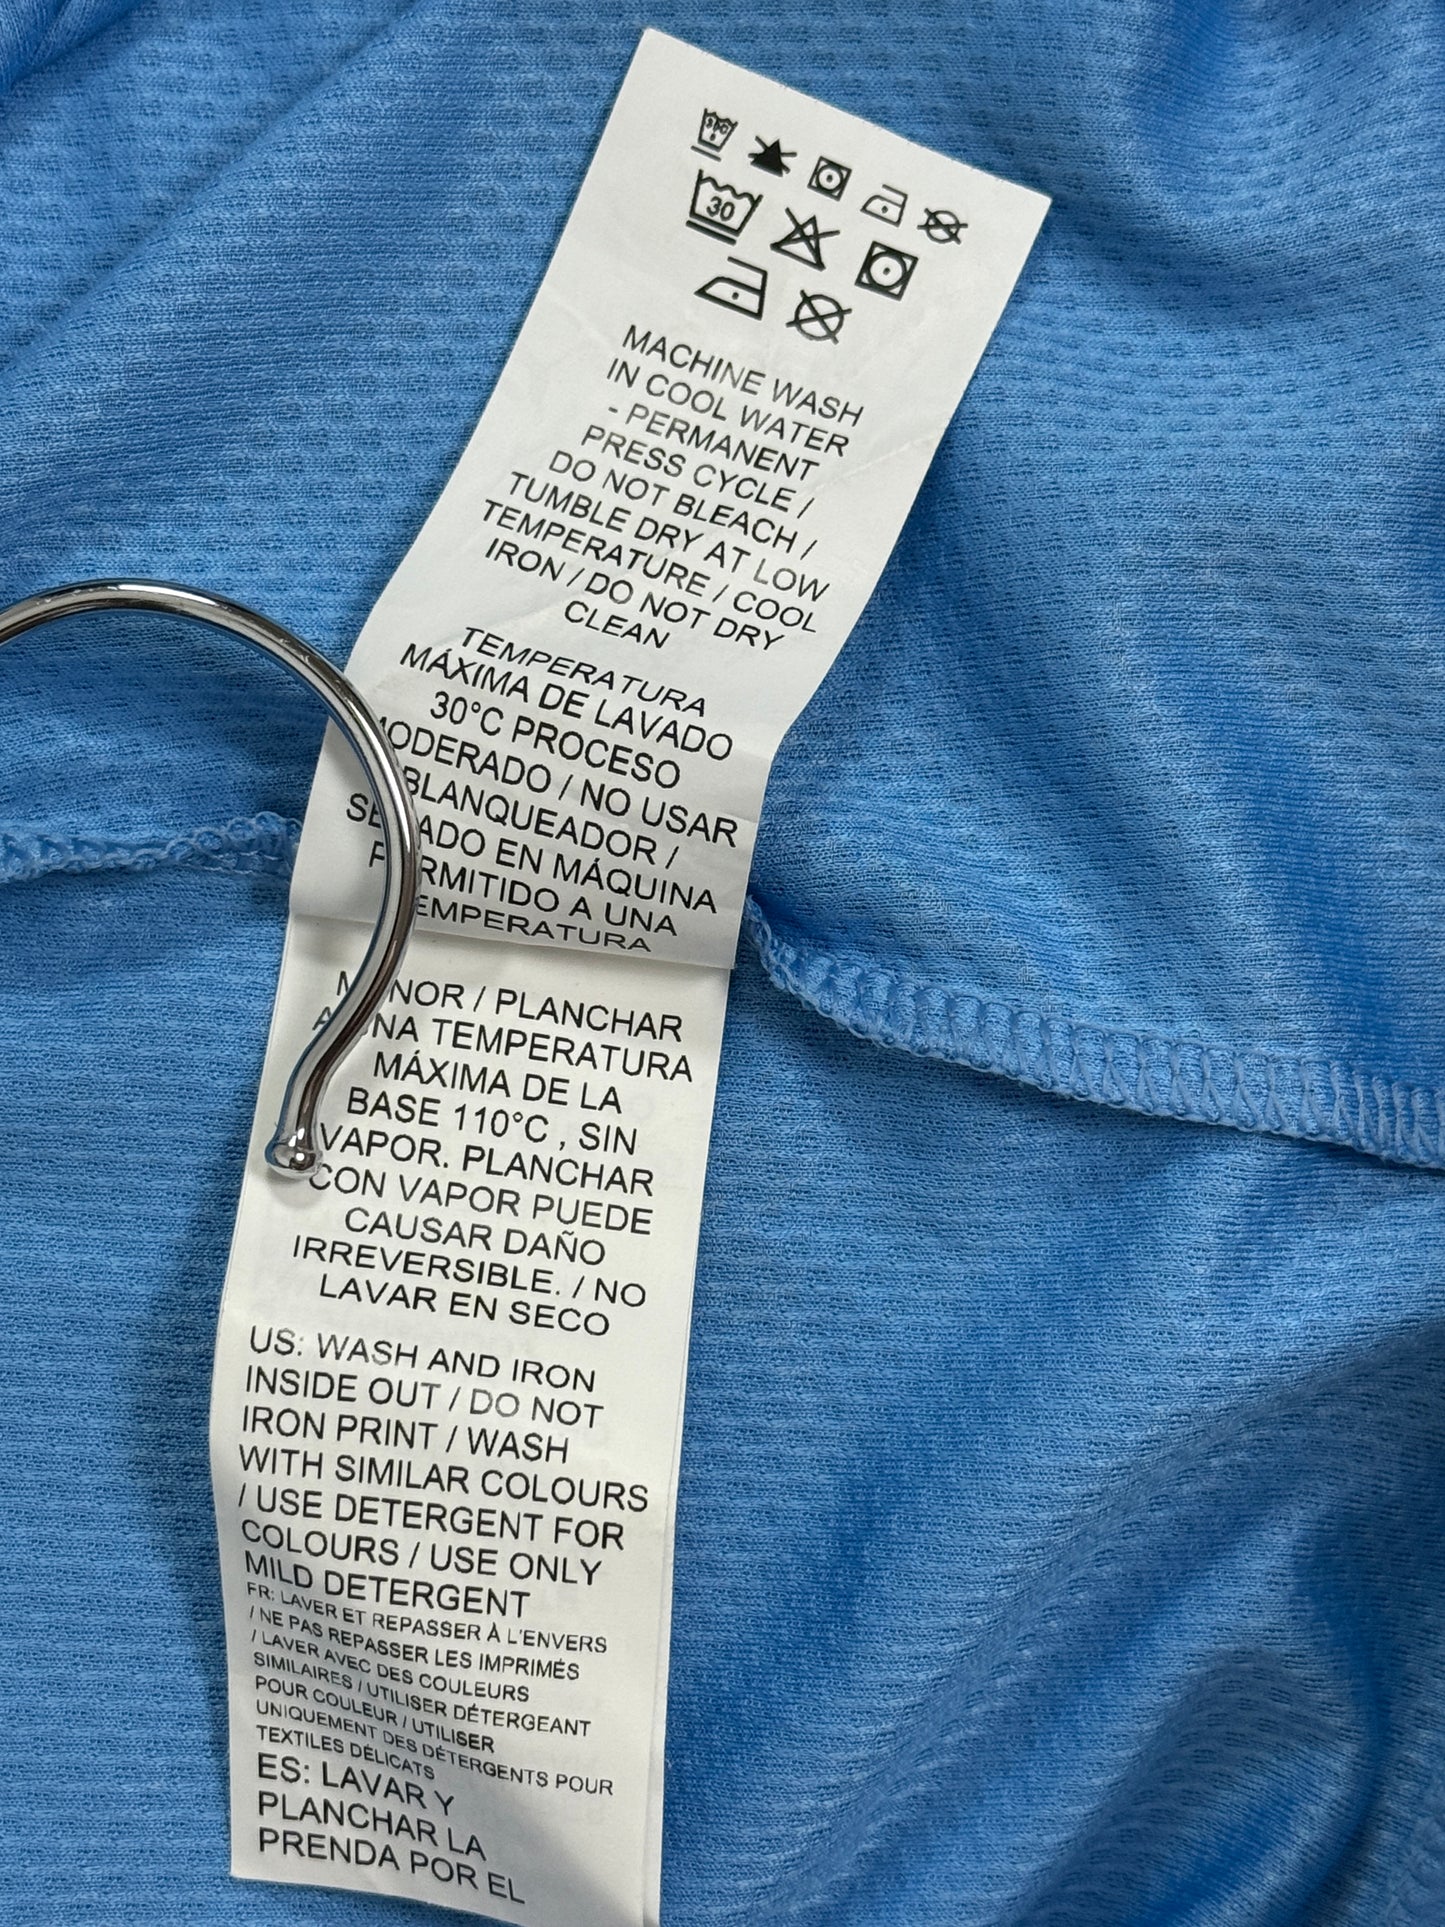 30
MACHINE WASH
IN COOL WATER
- PERMANENT
PRESS CYCLE /
DO NOT BLEACH /
TUMBLE DRY AT LOW
TEMPERATURE / COOL
IRON / DO NOT DRY
CLEAN
TEMPERATURA
MÁXIMA DE LAVADO
30°C PROCESO
MODERADO / NO USAR
BLANQUEADOR /
EN MÁQUINA
A UNA
TEMPERATURA
/ PLANCHAR
TEMPERATURA
MÁXIMA DE LA
BASE 110°C , SIN
VAPOR. PLANCHAR
CON VAPOR PUEDE
CAUSAR DAÑO
IRREVERSIBLE. / NO
LAVAR EN SECO
US: WASH AND IRON
INSIDE OUT / DO NOT
IRON PRINT / WASH
WITH SIMILAR COLOURS
/ USE DETERGENT FOR
COLOURS / USE ONLY
MILD DETERGENT
FR: LAVER ET REPASSER À L'ENVERS
/ NE PAS REPASSER LES IMPRIMÉS
/ LAVER AVEC DES COULEURS
SIMILAIRES / UTILISER DÉTERGEANT
POUR COULEUR / UTILISER
UNIQUEMENT DES DÉTERGENTS POUR
TEXTILES DÉLICATS
ES: LAVAR Y
PLANCHAR LA
PRENDA POR EL